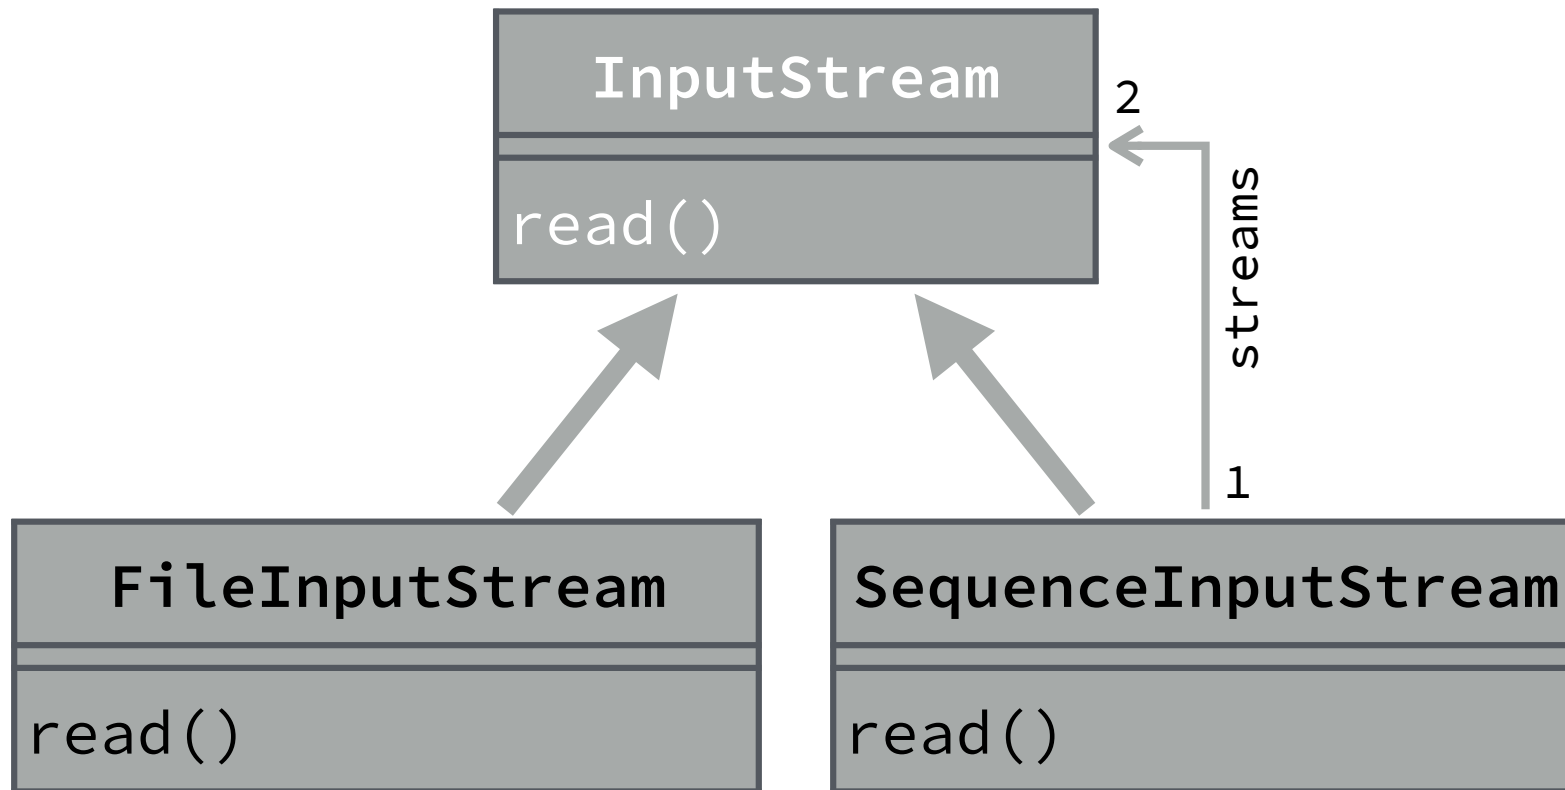 InputStream
2
read()
streams
1
FileInputStream
SequenceInputStream
read()
read()